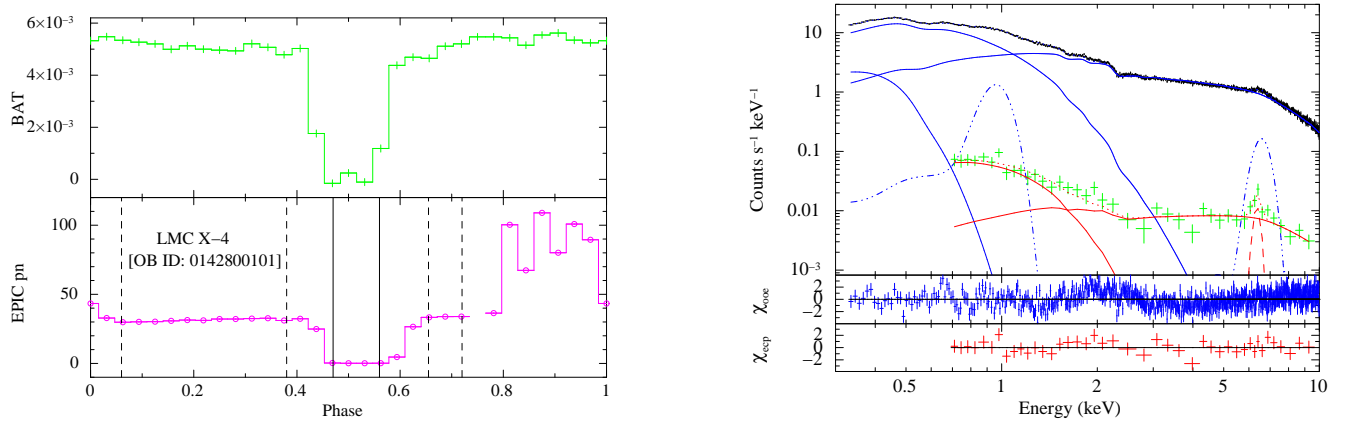 6×10⁻³
4×10⁻³
2×10⁻³
0
BAT
100
50
0
EPIC pn
LMC X−4
[OB ID: 0142800101]
0 0.2 0.4 0.6 0.8 1
Phase
10
1
0.1
0.01
10⁻³
Counts s⁻¹ keV⁻¹
2
0
−2
χooe
2
0
−2
χecp
0.5 1 2 5 10
Energy (keV)